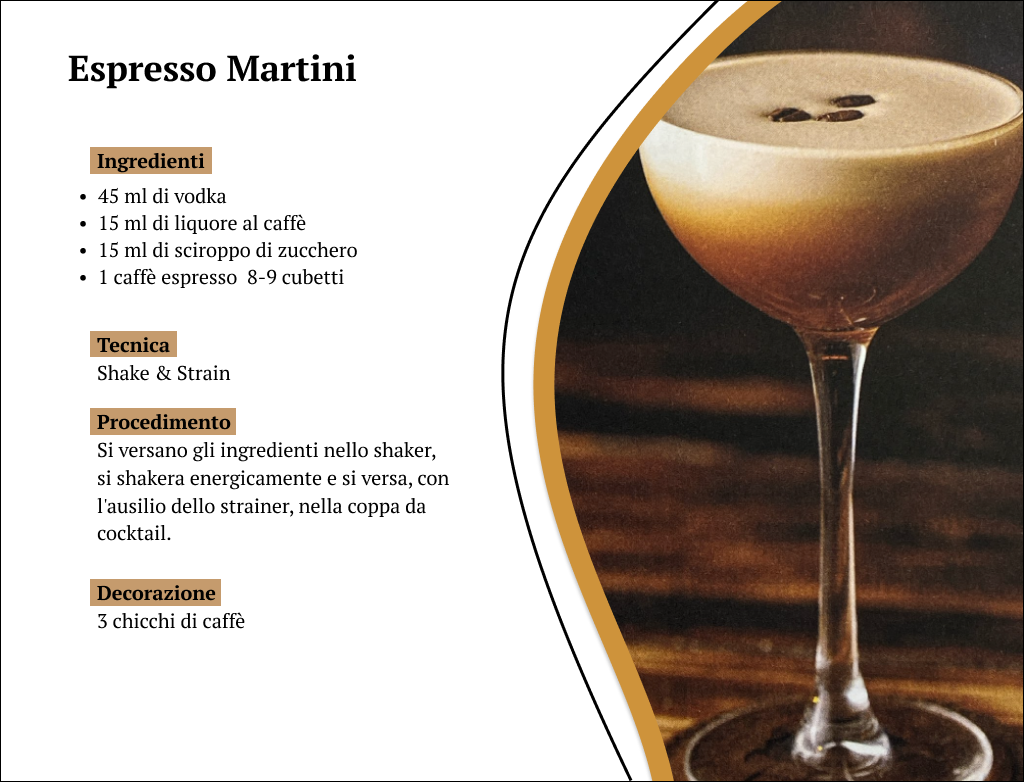 Espresso Martini
Ingredienti
• 45 ml di vodka
• 15 ml di liquore al caffè
• 15 ml di sciroppo di zucchero
• 1 caffè espresso  8-9 cubetti
Tecnica
Shake & Strain
Procedimento
Si versano gli ingredienti nello shaker,
si shakera energicamente e si versa, con
l'ausilio dello strainer, nella coppa da
cocktail.
Decorazione
3 chicchi di caffè